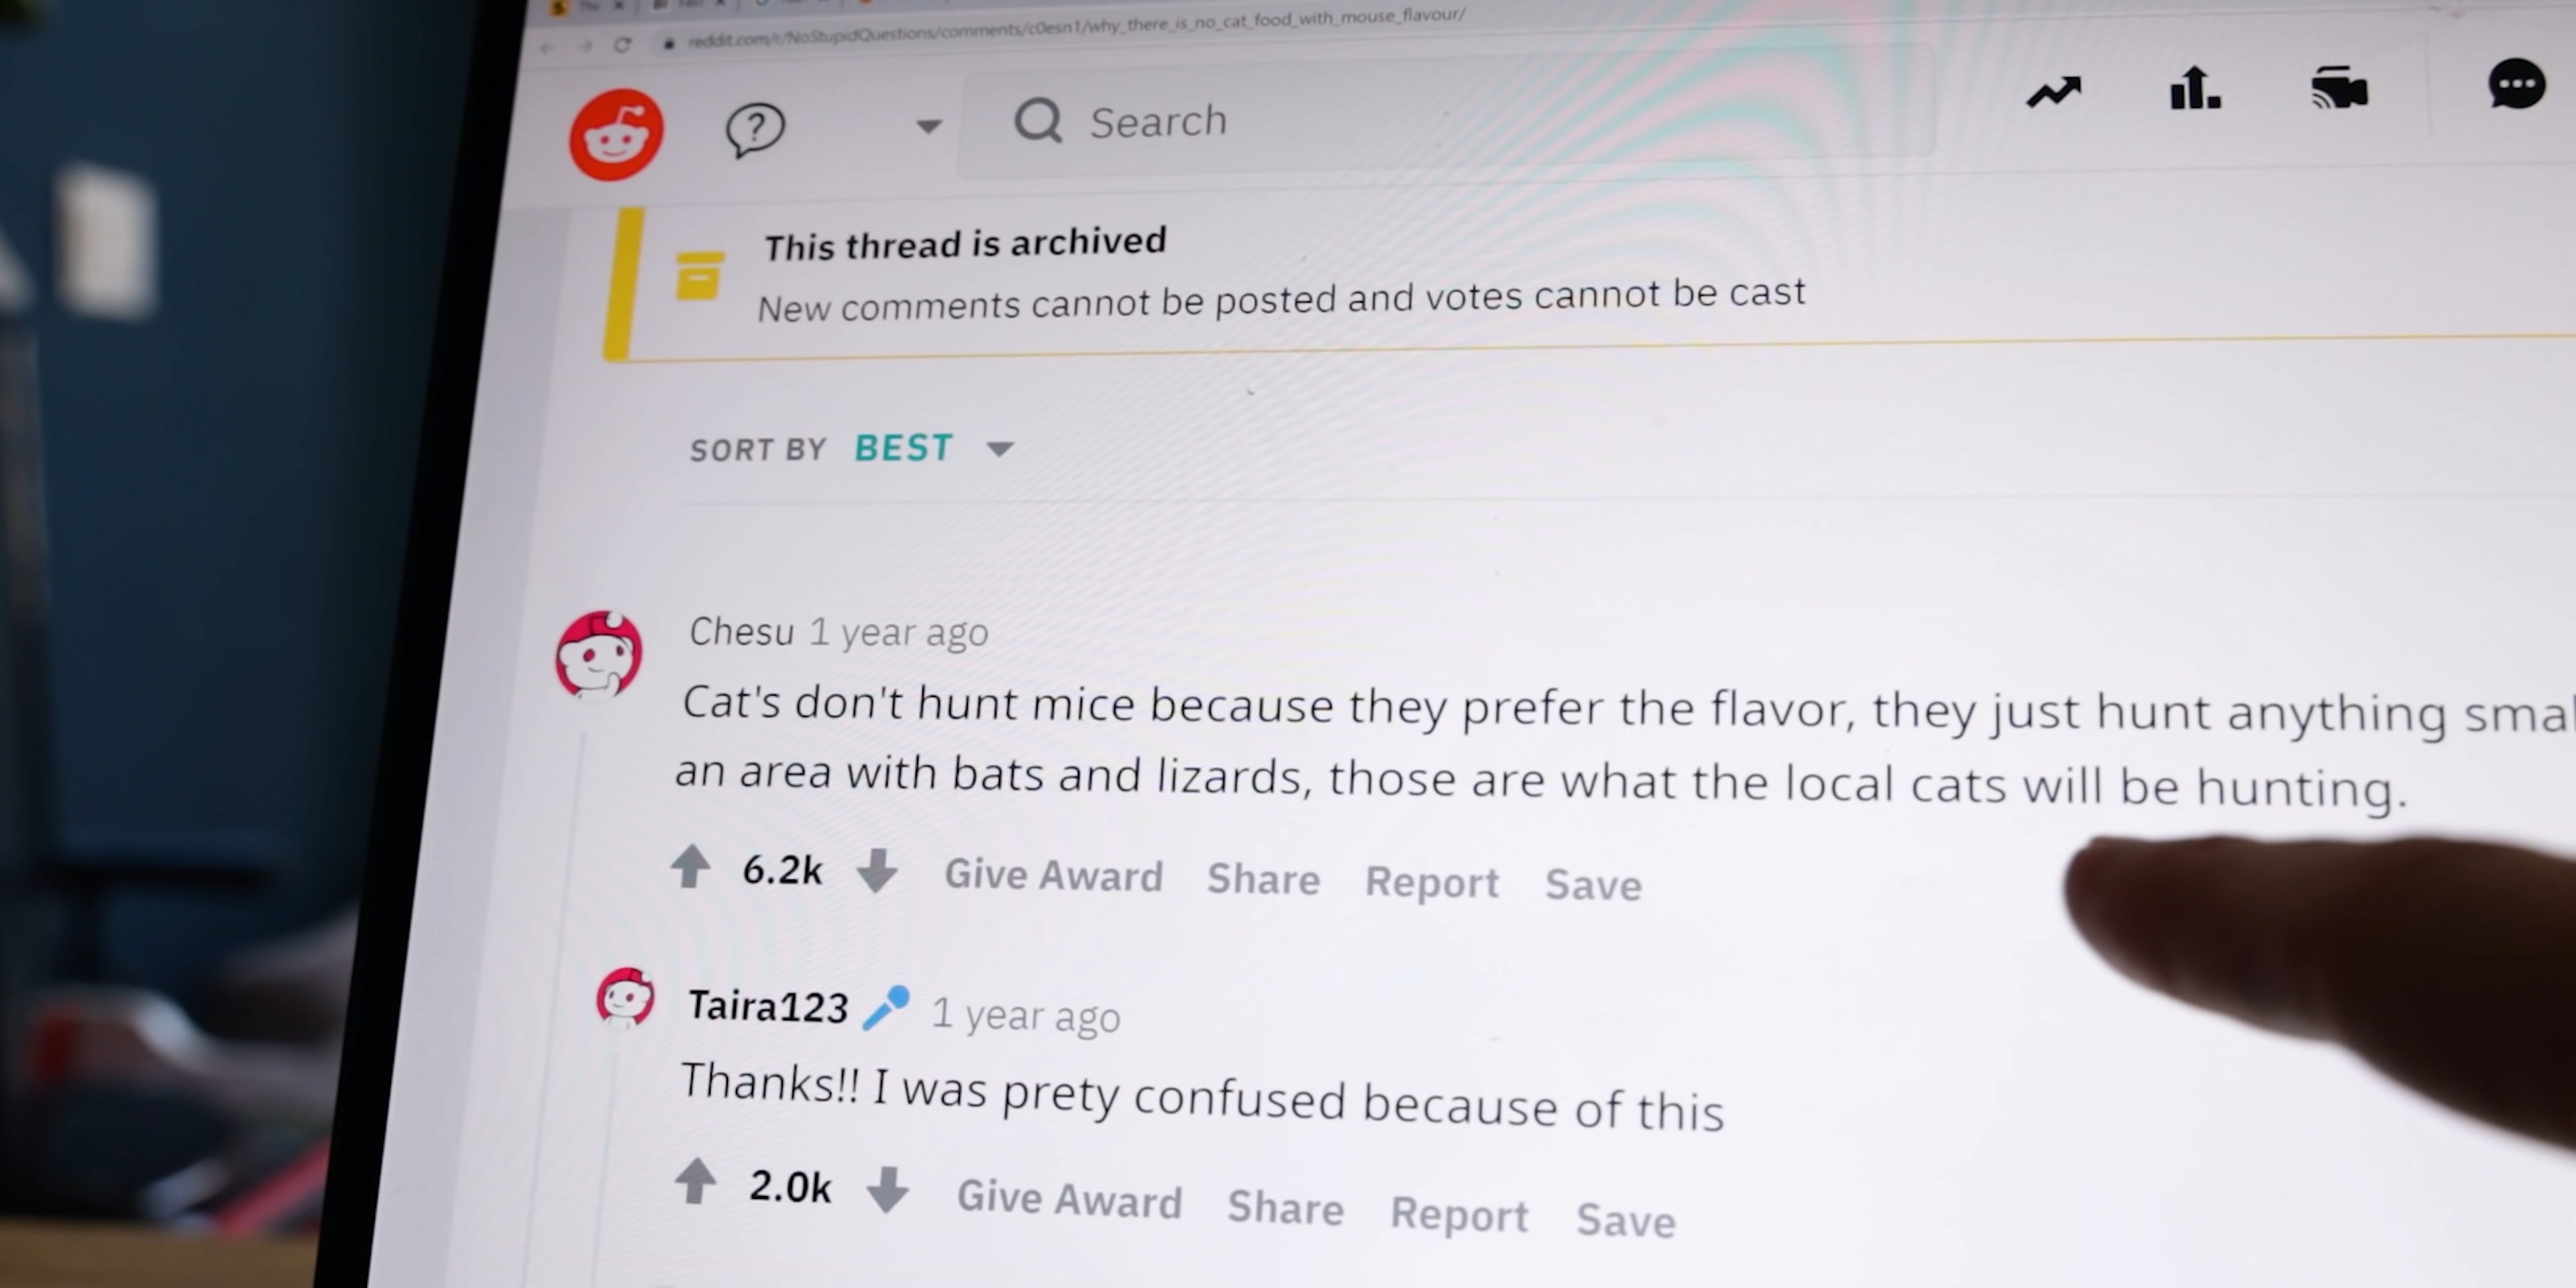 reddit.com/r/NoStupidQuestions/comments/c0esn1/why_there_is_no_cat_food_with_mouse_flavour/
Search
This thread is archived
New comments cannot be posted and votes cannot be cast
SORT BY BEST
Chesu 1 year ago
Cat's don't hunt mice because they prefer the flavor, they just hunt anything
an area with bats and lizards, those are what the local cats will be hunting.
6.2k Give Award Share Report Save
Taira123 1 year ago
Thanks!! I was prety confused because of this
2.0k Give Award Share Report Save